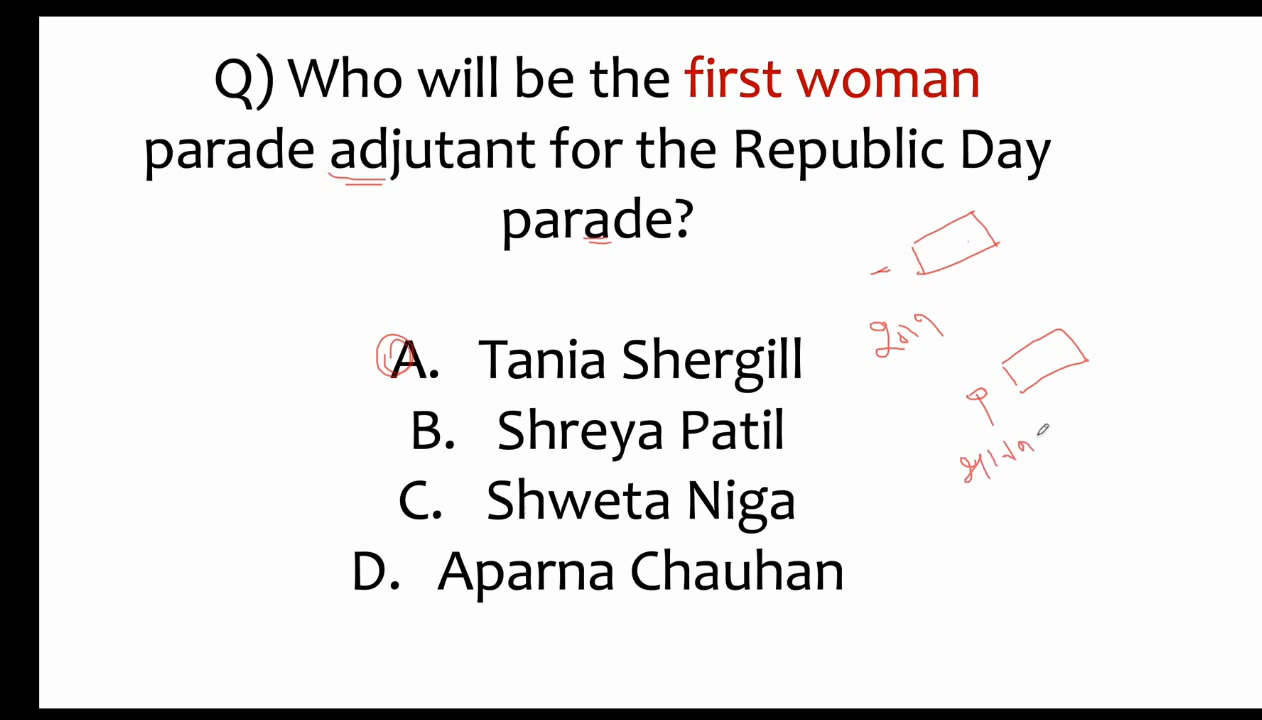 Q) Who will be the first woman
parade adjutant for the Republic Day
parade?
A. Tania Shergill
B. Shreya Patil
C. Shweta Niga
D. Aparna Chauhan